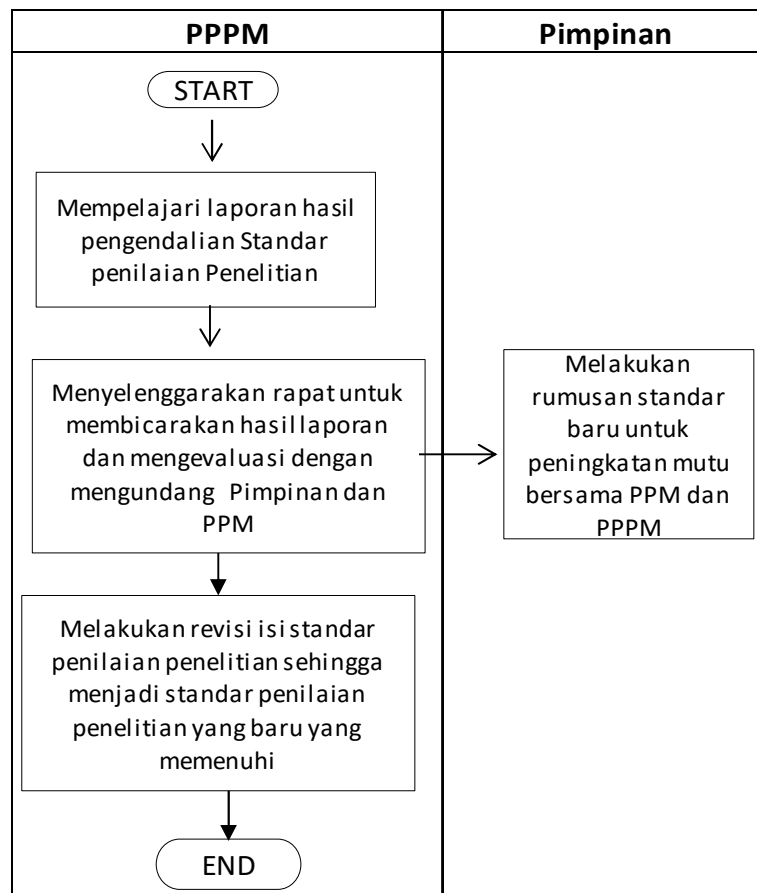 PPPM
Pimpinan
START
Mempelajari laporan hasil
pengendalian Standar
penilaian Penelitian
Menyelenggarakan rapat untuk
membicarakan hasil laporan
dan mengevaluasi dengan
mengundang Pimpinan dan
PPM
Melakukan
rumusan standar
baru untuk
peningkatan mutu
bersama PPM dan
PPPM
Melakukan revisi isi standar
penilaian penelitian sehingga
menjadi standar penilaian
penelitian yang baru yang
memenuhi
END